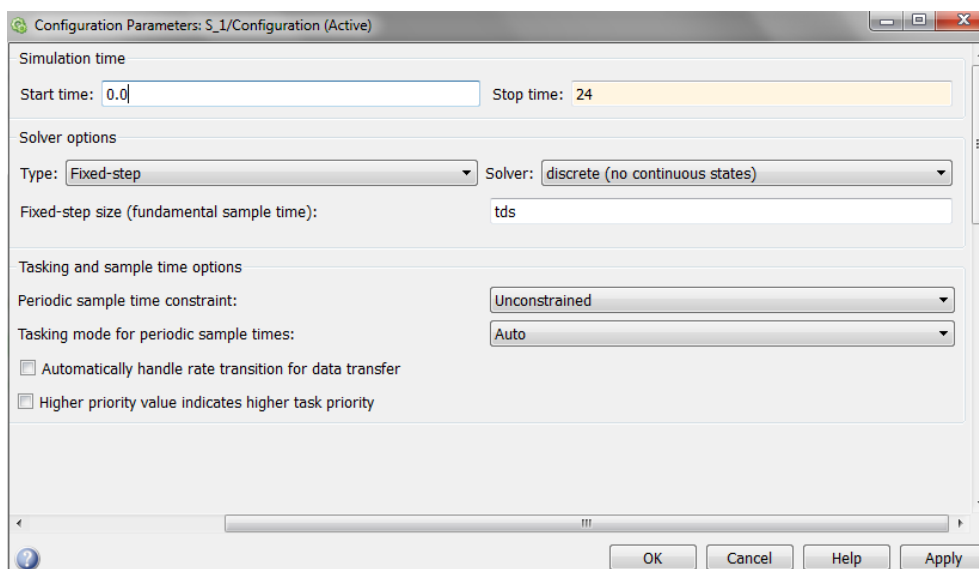 Configuration Parameters: S_1/Configuration (Active)
Simulation time
Start time: 0.0 Stop time: 24
Solver options
Type: Fixed-step Solver: discrete (no continuous states)
Fixed-step size (fundamental sample time): tds
Tasking and sample time options
Periodic sample time constraint: Unconstrained
Tasking mode for periodic sample times: Auto
Automatically handle rate transition for data transfer
Higher priority value indicates higher task priority
OK Cancel Help Apply